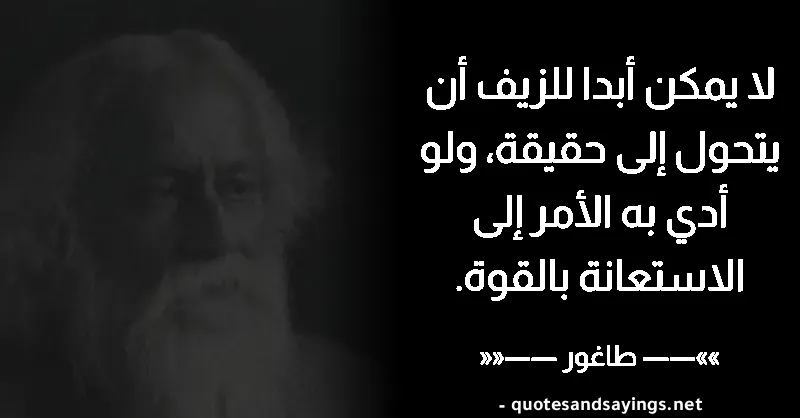 لا يمكن أبدا للزيف أن
يتحول إلى حقيقة، ولو
أدي به الأمر إلى
الاستعانة بالقوة.
»»—— طاغور ——««
- quotesandsayings.net